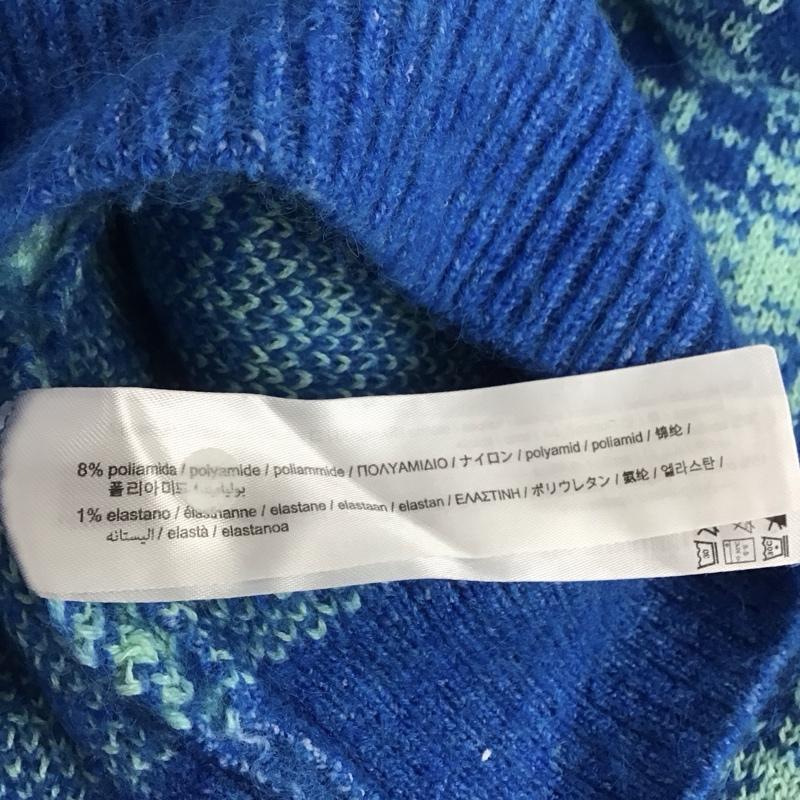 8% poliamida / polyamide / poliammide / ΠΟΛΥΑΜΙΔΙΟ / ナイロン / polyamid / poliamid / 锦纶 /
폴리아미드
1% elastano / élasthanne / elastane / elastaan / elastan / ΕΛΑΣΤΙΝΗ / ポリウレタン / 氨纶 / 엘라스탄 /
اليستانه / elastà / elastanoa